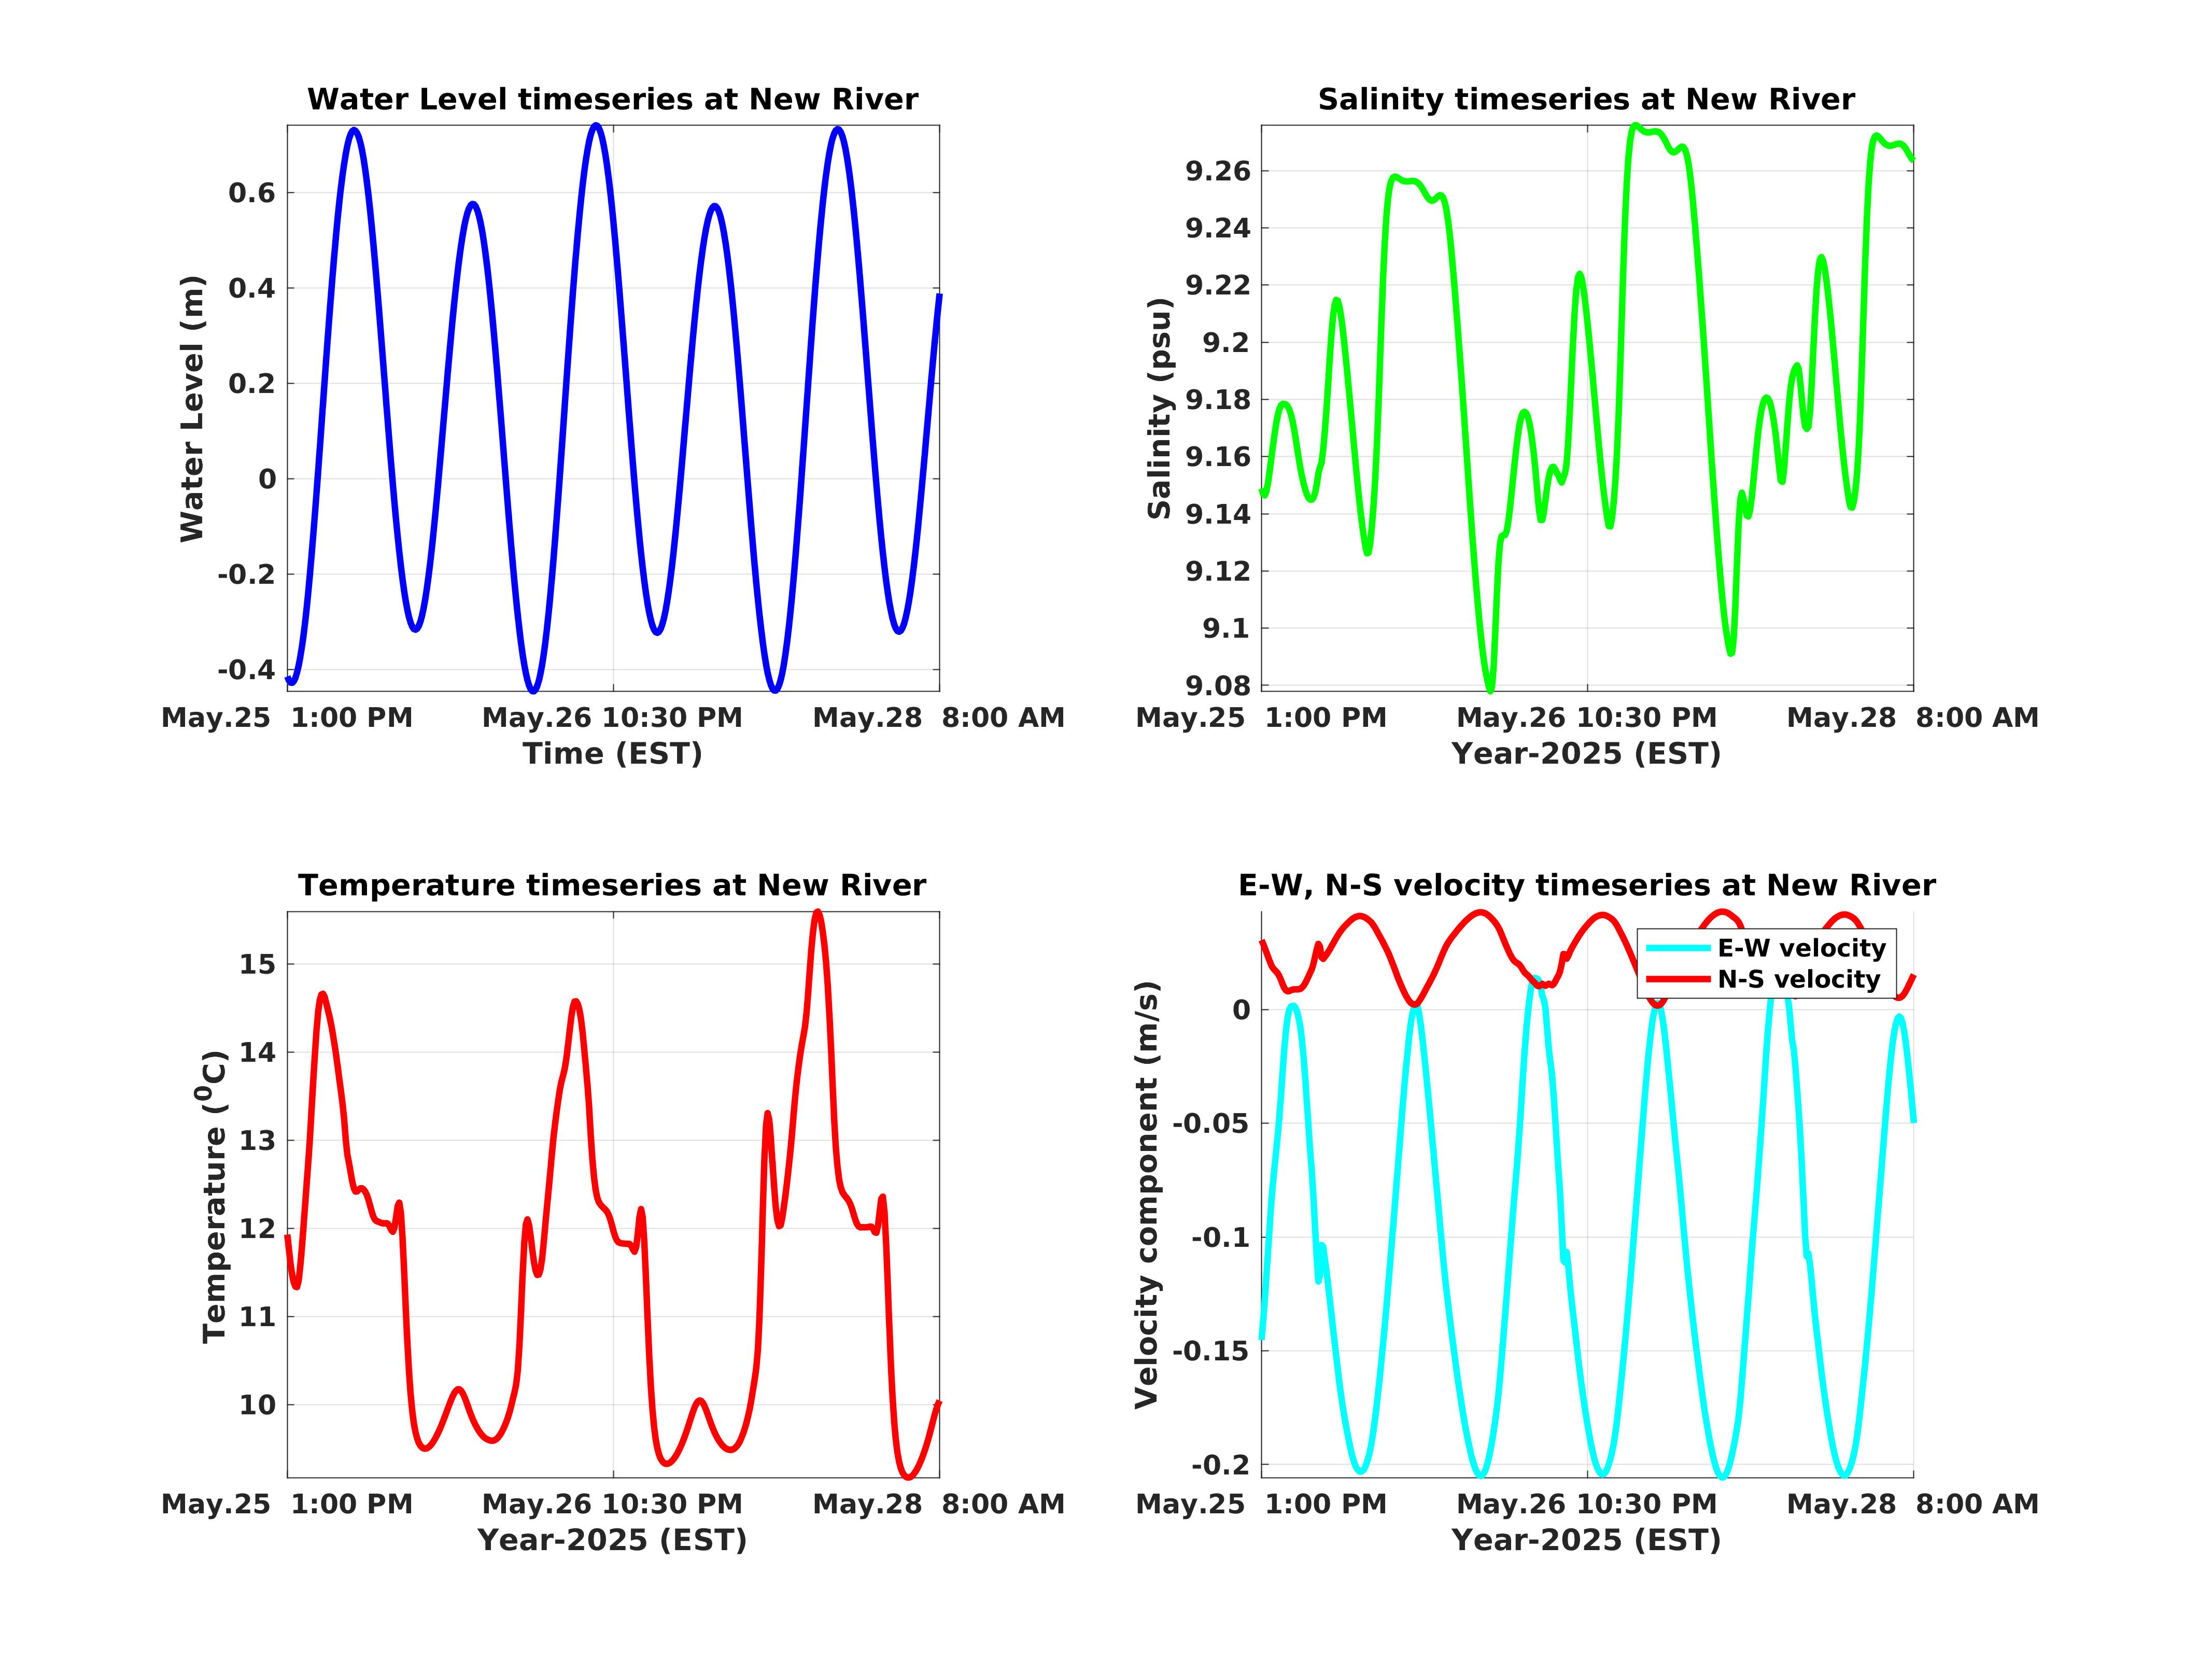 Water Level timeseries at New River
Water Level (m)
0.6
0.4
0.2
0
-0.2
-0.4
May.25 1:00 PM May.26 10:30 PM May.28 8:00 AM
Time (EST)
Salinity timeseries at New River
Salinity (psu)
9.26
9.24
9.22
9.2
9.18
9.16
9.14
9.12
9.1
9.08
May.25 1:00 PM May.26 10:30 PM May.28 8:00 AM
Year-2025 (EST)
Temperature timeseries at New River
Temperature (⁰C)
15
14
13
12
11
10
May.25 1:00 PM May.26 10:30 PM May.28 8:00 AM
Year-2025 (EST)
E-W, N-S velocity timeseries at New River
Velocity component (m/s)
E-W velocity
N-S velocity
0
-0.05
-0.1
-0.15
-0.2
May.25 1:00 PM May.26 10:30 PM May.28 8:00 AM
Year-2025 (EST)